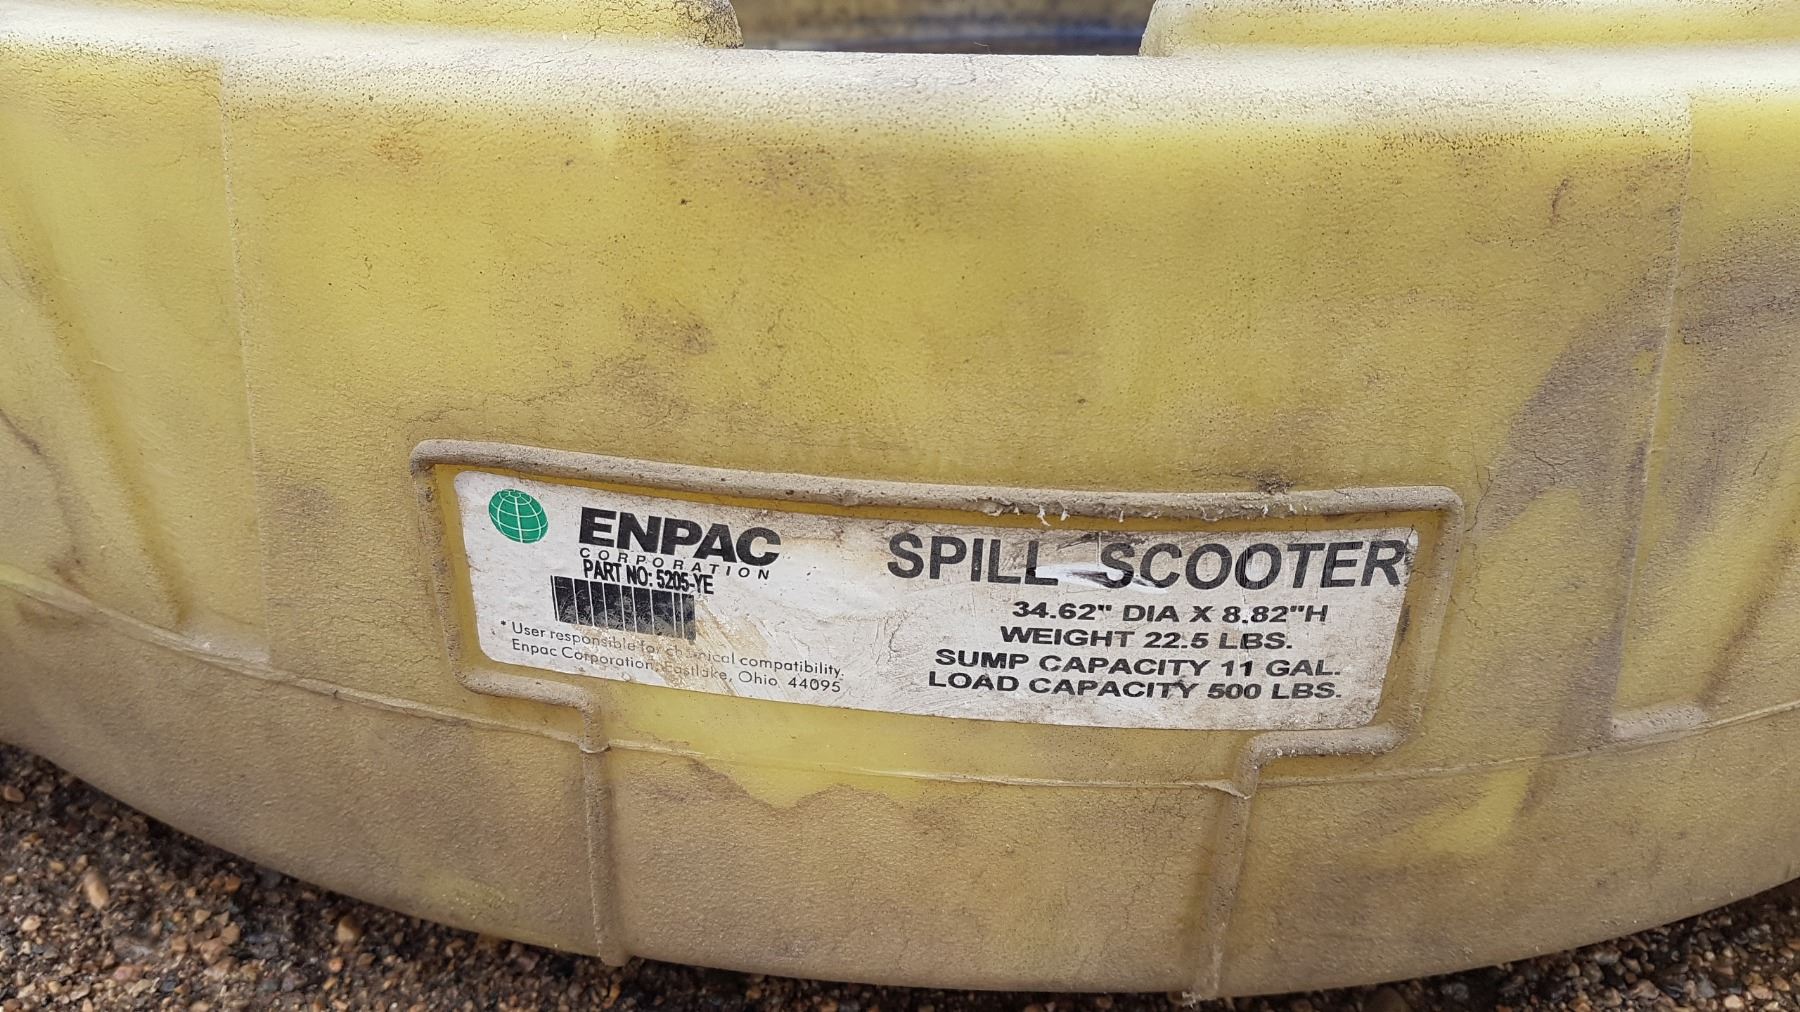 ENPAC
CORPORATION
PART NO: 5205-YE
* User responsible for chemical compatibility.
Enpac Corporation, Eastlake, Ohio 44095
SPILL SCOOTER
34.62" DIA X 8.82"H
WEIGHT 22.5 LBS.
SUMP CAPACITY 11 GAL.
LOAD CAPACITY 500 LBS.